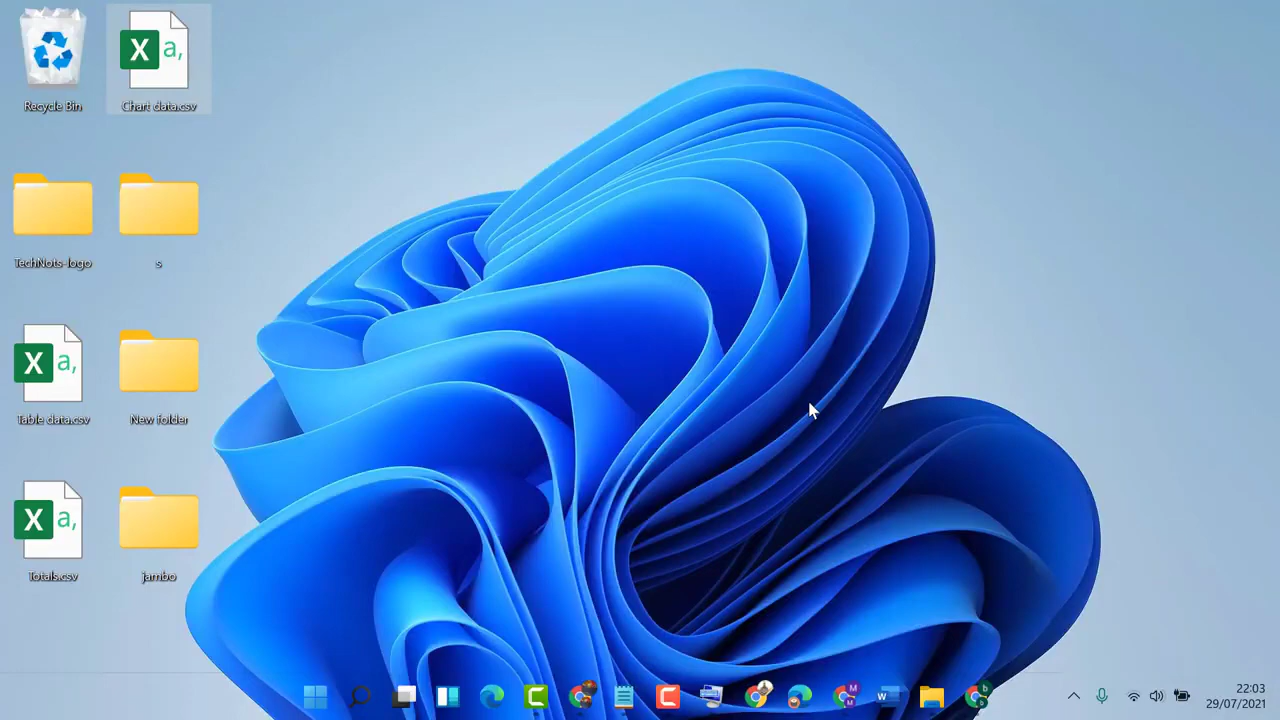 Recycle Bin
Chart data.csv
TechNots-logo
s
Table data.csv
New folder
Totals.csv
jambo
22:03
29/07/2021